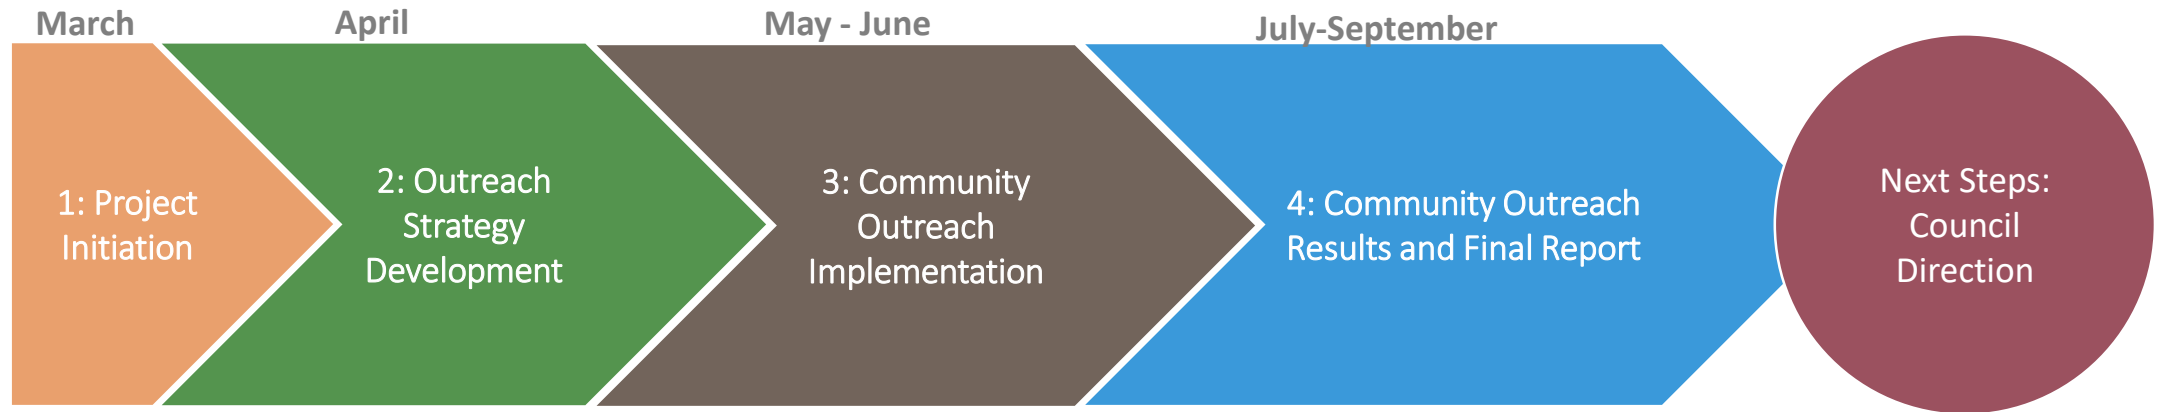 March
1: Project
Initiation
April
2: Outreach
Strategy
Development
May - June
3: Community
Outreach
Implementation
July-September
4: Community Outreach
Results and Final Report
Next Steps:
Council
Direction